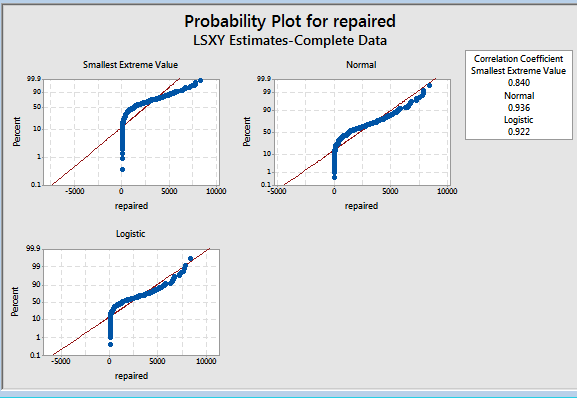 Probability Plot for repaired
LSXY Estimates-Complete Data
Smallest Extreme Value
99.9
90
50
10
1
0.1
Percent
-5000
0
5000
10000
repaired
Normal
99.9
99
90
50
10
1
0.1
Percent
-5000
0
5000
10000
repaired
Correlation Coefficient
Smallest Extreme Value
0.840
Normal
0.936
Logistic
0.922
Logistic
99.9
99
90
50
10
1
0.1
Percent
-5000
0
5000
10000
repaired